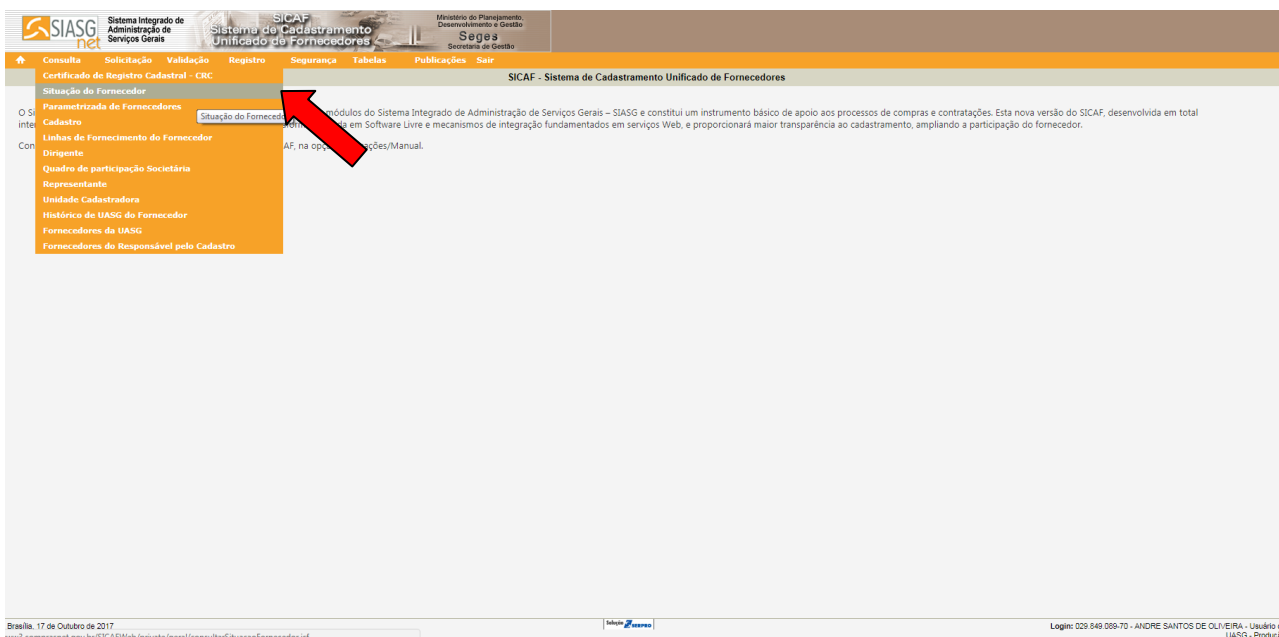 SIASG
net
Sistema Integrado de
Administração de
Serviços Gerais
SICAF
Sistema de Cadastramento
Unificado de Fornecedores
Ministério do Planejamento,
Desenvolvimento e Gestão
Seges
Secretaria de Gestão
Consulta Solicitação Validação Registro Segurança Tabelas Publicações Sair
SICAF - Sistema de Cadastramento Unificado de Fornecedores
Certificado de Registro Cadastral - CRC
Situação do Fornecedor
Parametrizada de Fornecedores
Situação do Fornecedor
Cadastro
Linhas de Fornecimento do Fornecedor
Dirigente
Quadro de participação Societária
Representante
Unidade Cadastradora
Histórico de UASG do Fornecedor
Fornecedores da UASG
Fornecedores do Responsável pelo Cadastro
módulos do Sistema Integrado de Administração de Serviços Gerais – SIASG e constitui um instrumento básico de apoio aos processos de compras e contratações. Esta nova versão do SICAF, desenvolvida em total
em Software Livre e mecanismos de integração fundamentados em serviços Web, e proporcionará maior transparência ao cadastramento, ampliando a participação do fornecedor.
AF, na ações/Manual.
Brasília, 17 de Outubro de 2017
Solução SERPRO
Login: 029.849.089-70 - ANDRE SANTOS DE OLIVEIRA - Usuário
UASG - Produç